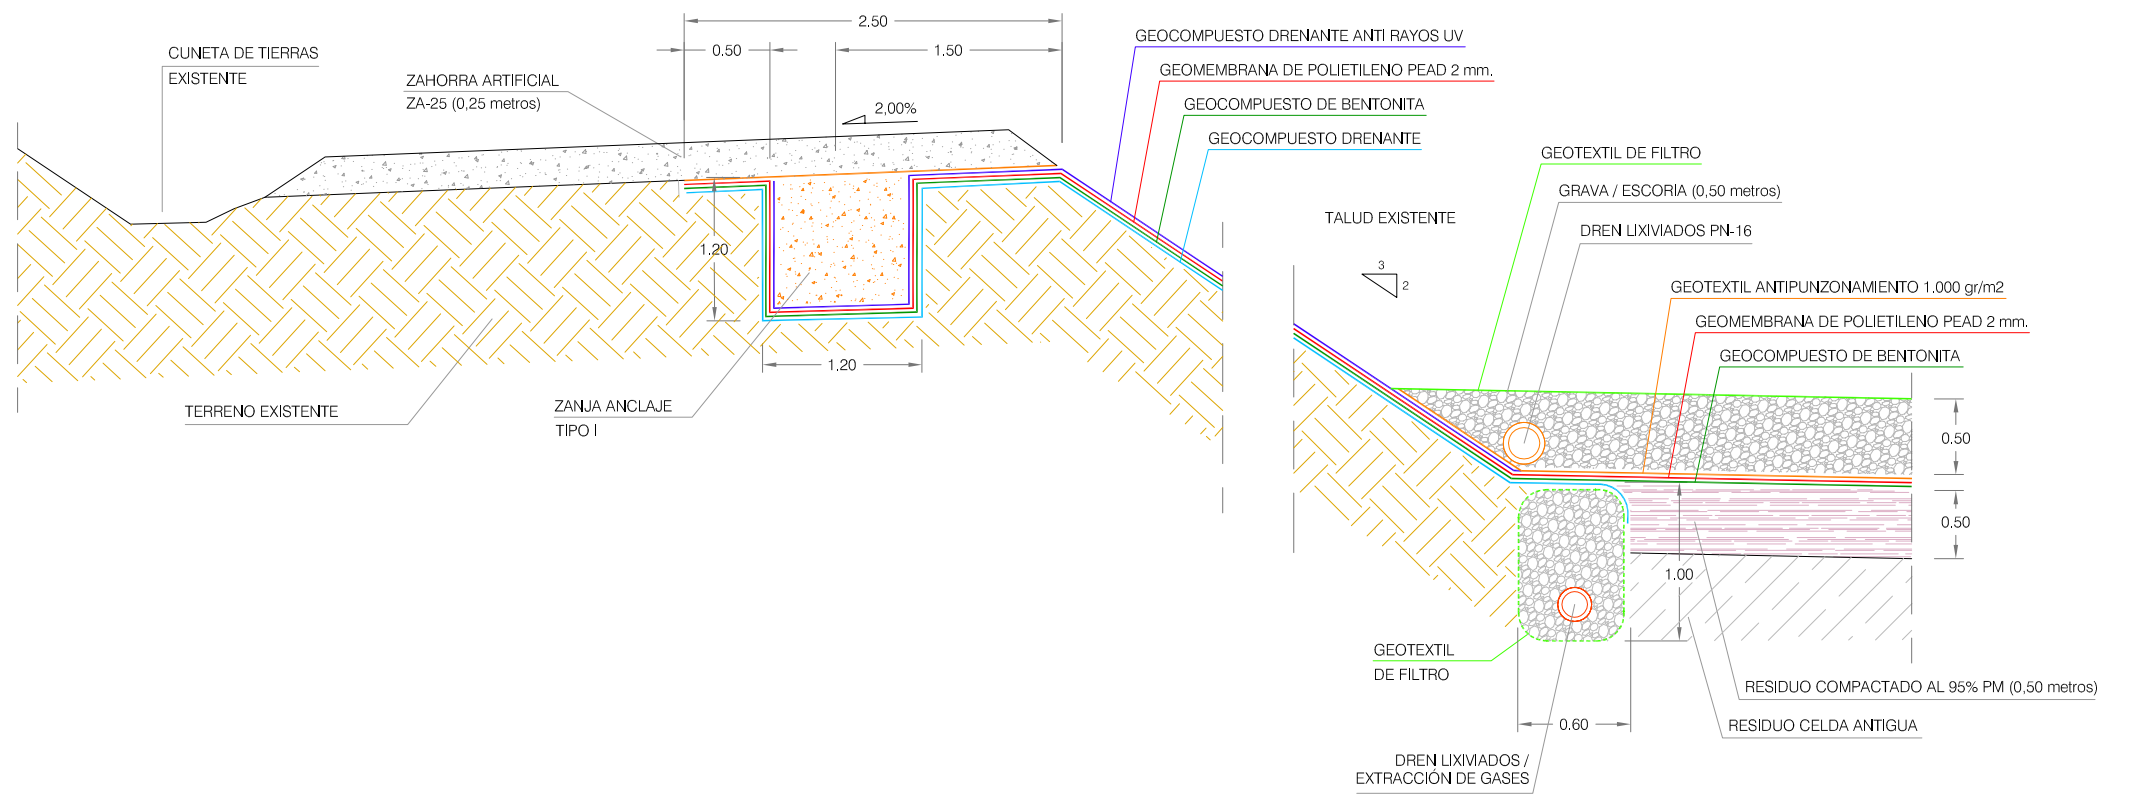 2.50
0.50
1.50
CUNETA DE TIERRAS
EXISTENTE
ZAHORRA ARTIFICIAL
ZA-25 (0,25 metros)
2,00%
GEOCOMPUESTO DRENANTE ANTI RAYOS UV
GEOMEMBRANA DE POLIETILENO PEAD 2 mm.
GEOCOMPUESTO DE BENTONITA
GEOCOMPUESTO DRENANTE
1.20
1.20
TERRENO EXISTENTE
ZANJA ANCLAJE
TIPO I
GEOTEXTIL DE FILTRO
GRAVA / ESCORIA (0,50 metros)
TALUD EXISTENTE
DREN LIXIVIADOS PN-16
3
2
GEOTEXTIL ANTIPUNZONAMIENTO 1.000 gr/m2
GEOMEMBRANA DE POLIETILENO PEAD 2 mm.
GEOCOMPUESTO DE BENTONITA
0.50
0.50
1.00
GEOTEXTIL
DE FILTRO
RESIDUO COMPACTADO AL 95% PM (0,50 metros)
0.60
RESIDUO CELDA ANTIGUA
DREN LIXIVIADOS /
EXTRACCIÓN DE GASES